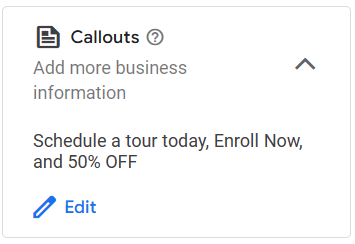 Callouts
Add more business
information
Schedule a tour today, Enroll Now,
and 50% OFF
Edit